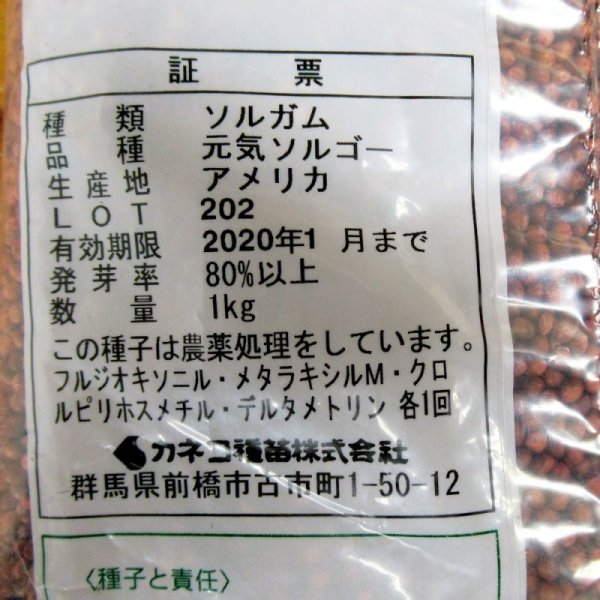 証 票
種 類 ソルガム
品 種 元気ソルゴー
生産地 アメリカ
LOT 202
有効期限 2020年1 月まで
発芽率 80%以上
数 量 1kg
この種子は農薬処理をしています。
フルジオキソニル・メタラキシルM・クロ
ルピリホスメチル・デルタメトリン 各1回
カネコ種苗株式会社
群馬県前橋市古市町1-50-12
〈種子と責任〉